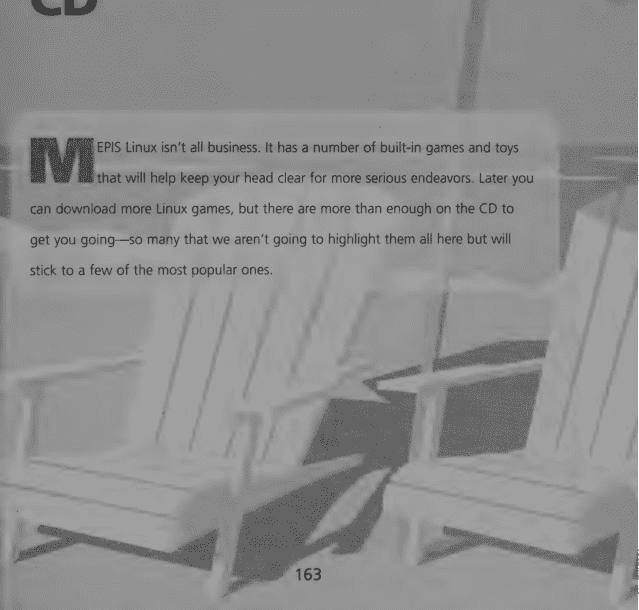 CD
MEPIS Linux isn't all business. It has a number of built-in games and toys
that will help keep your head clear for more serious endeavors. Later you
can download more Linux games, but there are more than enough on the CD to
get you going—so many that we aren't going to highlight them all here but will
stick to a few of the most popular ones.
163